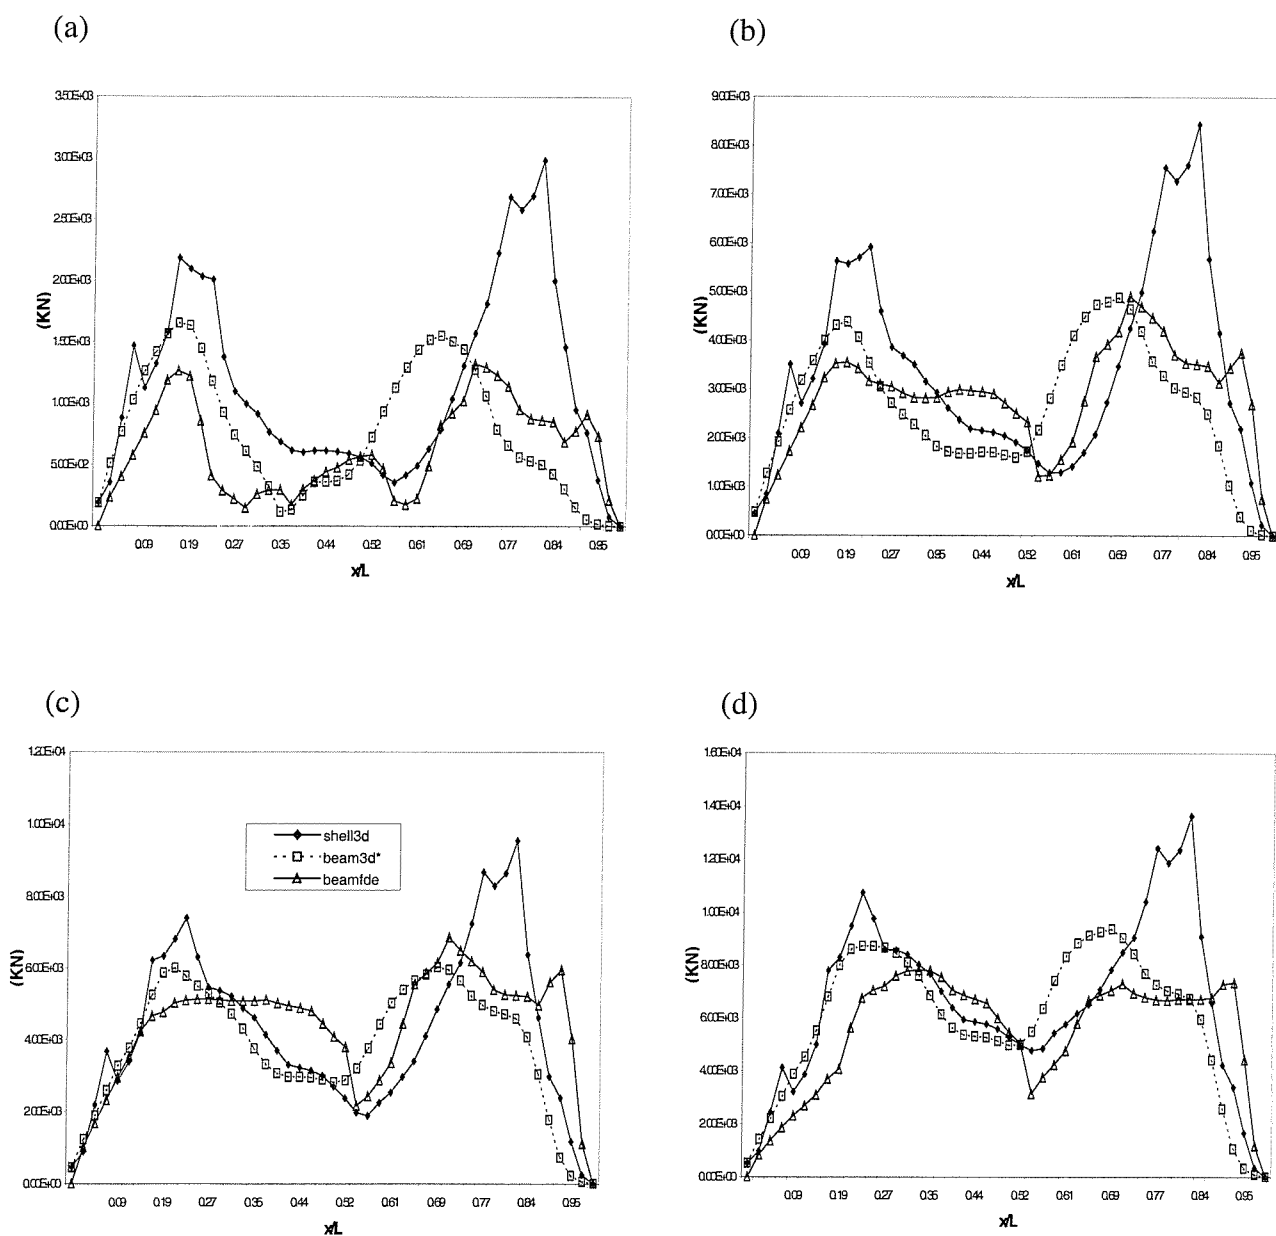 (a)
3.50E+03
3.00E+03
2.50E+03
2.00E+03
1.50E+03
1.00E+03
5.00E+02
0.00E+00
(KN)
0.09 0.19 0.27 0.35 0.44 0.52 0.61 0.69 0.77 0.84 0.95
x/L
(b)
9.00E+03
8.00E+03
7.00E+03
6.00E+03
5.00E+03
4.00E+03
3.00E+03
2.00E+03
1.00E+03
0.00E+00
(KN)
0.09 0.19 0.27 0.35 0.44 0.52 0.61 0.69 0.77 0.84 0.95
x/L
(c)
1.20E+04
1.00E+04
8.00E+03
6.00E+03
4.00E+03
2.00E+03
0.00E+00
(KN)
shell3d
beam3d*
beamfde
0.09 0.19 0.27 0.35 0.44 0.52 0.61 0.69 0.77 0.84 0.95
x/L
(d)
1.60E+04
1.40E+04
1.20E+04
1.00E+04
8.00E+03
6.00E+03
4.00E+03
2.00E+03
0.00E+00
(KN)
0.09 0.19 0.27 0.35 0.44 0.52 0.61 0.69 0.77 0.84 0.95
x/L